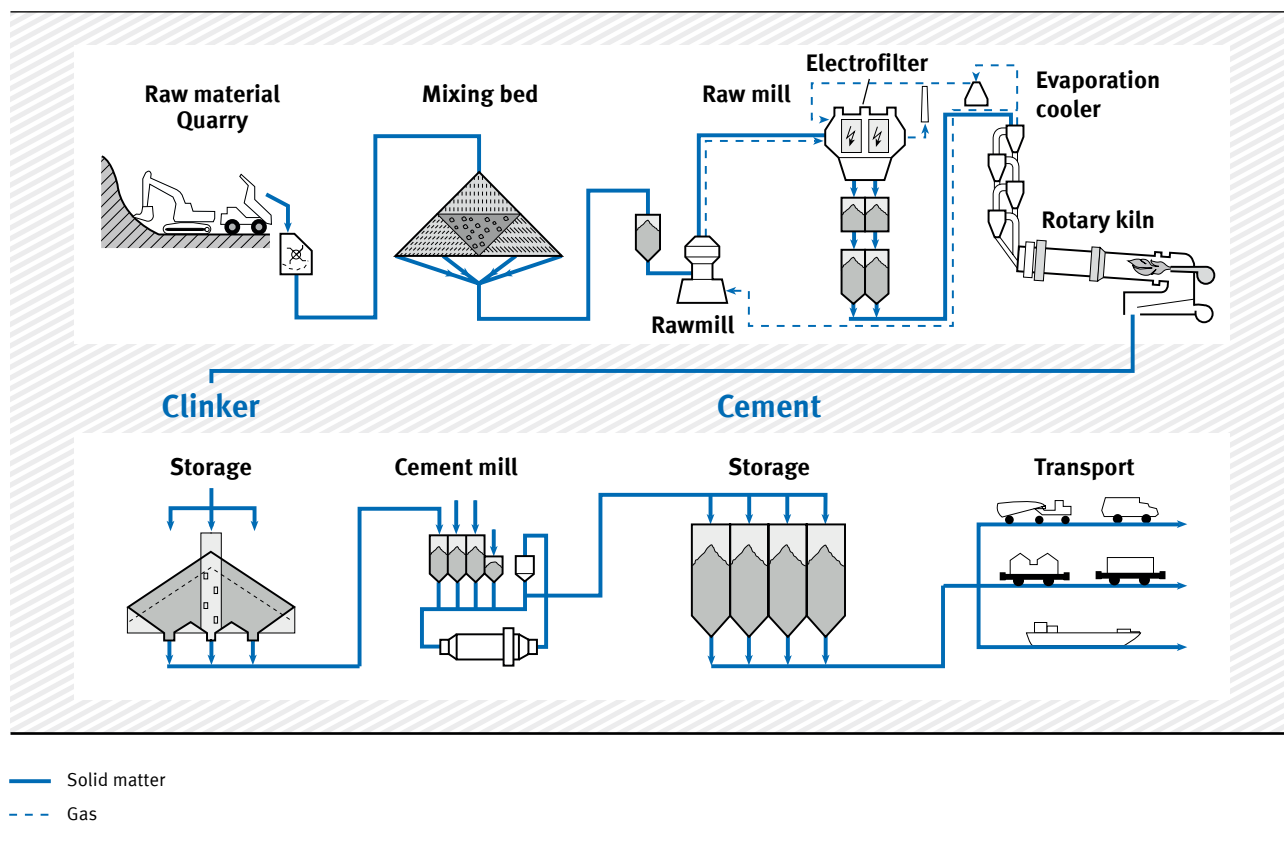 Raw material
Quarry
Mixing bed
Raw mill
Electrofilter
Evaporation
cooler
Rotary kiln
Rawmill
Clinker
Cement
Storage
Cement mill
Storage
Transport
Solid matter
Gas